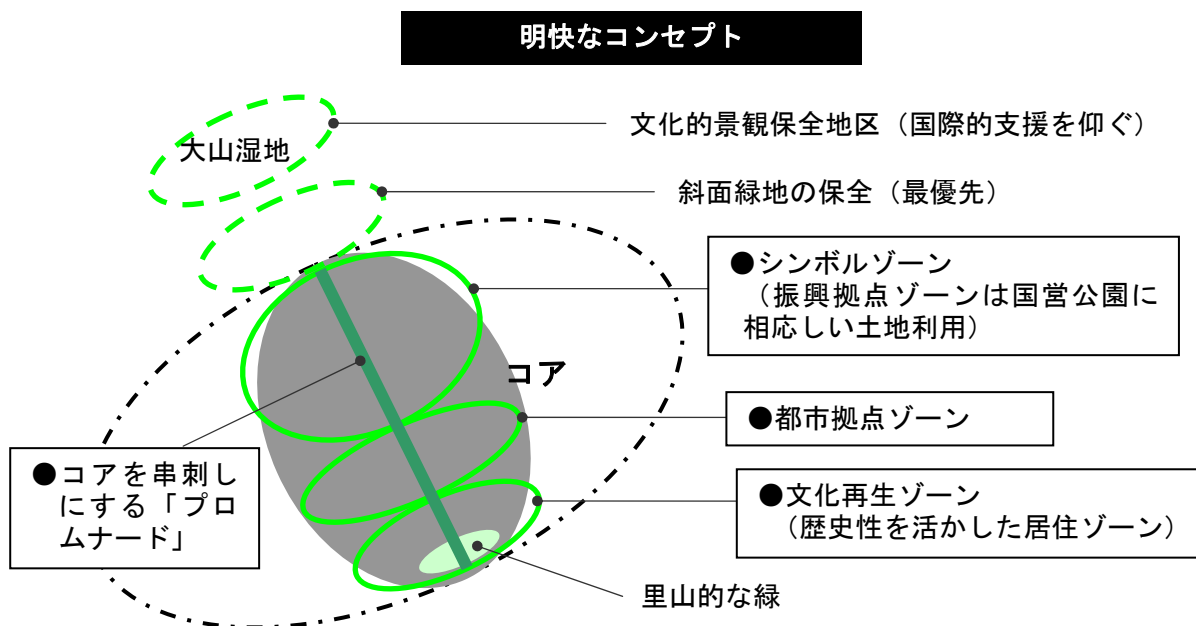 明快なコンセプト
大山湿地
文化的景観保全地区（国際的支援を仰ぐ）
斜面緑地の保全（最優先）
●シンボルゾーン
（振興拠点ゾーンは国営公園に
相応しい土地利用）
コア
●都市拠点ゾーン
●コアを串刺し
にする「プロ
ムナード」
●文化再生ゾーン
（歴史性を活かした居住ゾーン）
里山的な緑